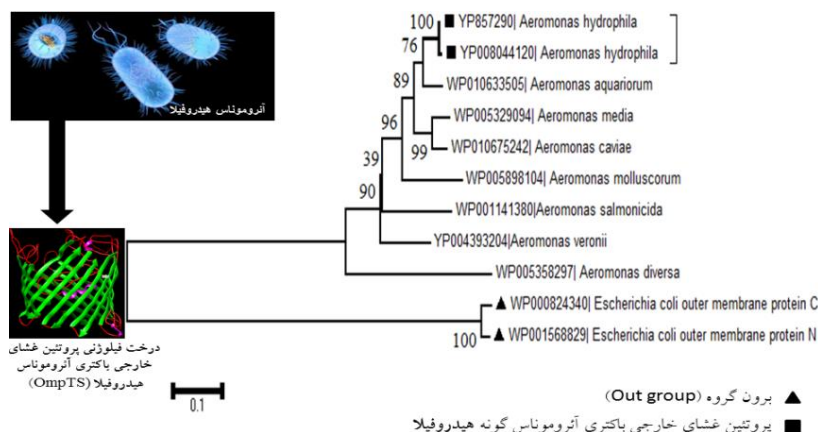 آئروموناس هیدروفیلا
100
YP857290| Aeromonas hydrophila
76
YP008044120| Aeromonas hydrophila
89
WP010633505| Aeromonas aquariorum
96
WP005329094| Aeromonas media
99
WP010675242| Aeromonas caviae
39
WP005898104| Aeromonas molluscorum
90
WP001141380|Aeromonas salmonicida
YP004393204|Aeromonas veronii
WP005358297| Aeromonas diversa
WP000824340| Escherichia coli outer membrane protein C
100
WP001568829| Escherichia coli outer membrane protein N
درخت فیلوژنی پروتئین غشای
خارجی باکتری آئروموناس
هیدروفیلا (OmpTS)
0.1
برون گروه (Out group)
پروتئین غشای خارجی باکتری آئروموناس گونه هیدروفیلا